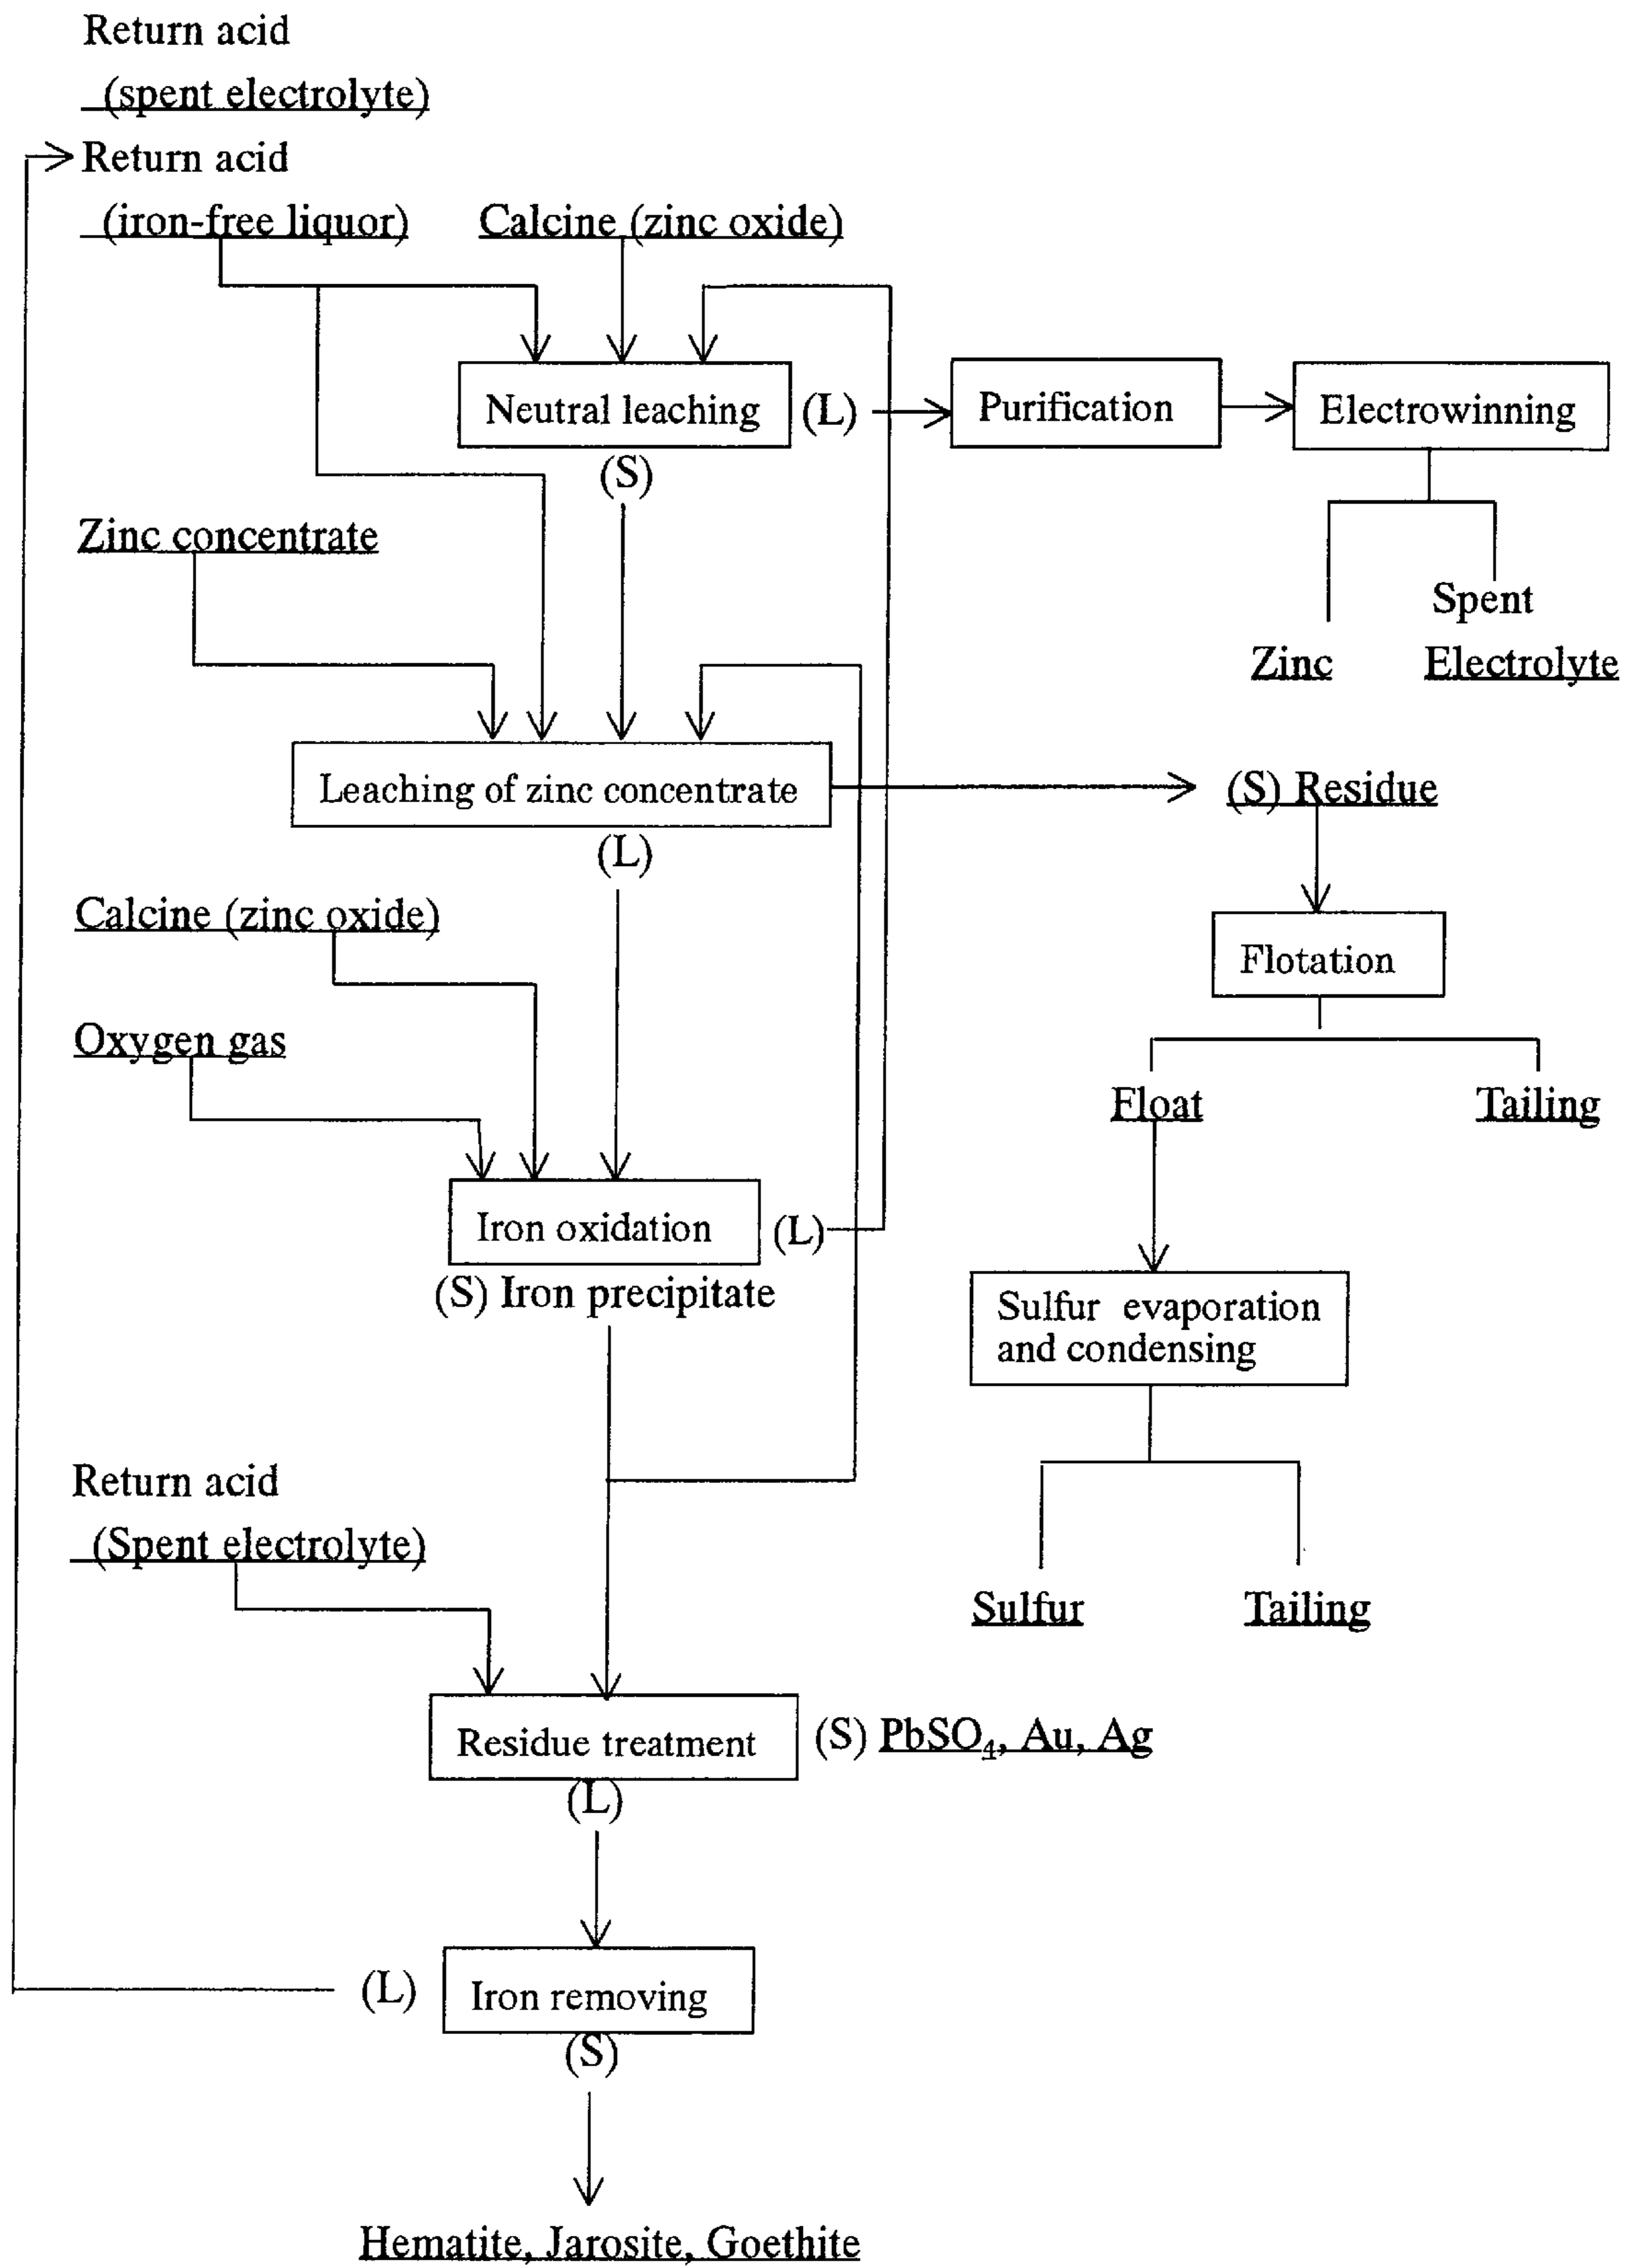 Return acid
(spent electrolyte)
Return acid
(iron-free liquor)
Calcine (zinc oxide)
Neutral leaching
(L)
Purification
Electrowinning
(S)
Zinc concentrate
Spent
Zinc
Electrolyte
Leaching of zinc concentrate
(S) Residue
(L)
Calcine (zinc oxide)
Flotation
Oxygen gas
Float
Tailing
Iron oxidation
(L)
(S) Iron precipitate
Sulfur evaporation
and condensing
Return acid
(Spent electrolyte)
Sulfur
Tailing
Residue treatment
(S) PbSO₄, Au, Ag
(L)
(L)
Iron removing
(S)
Hematite, Jarosite, Goethite